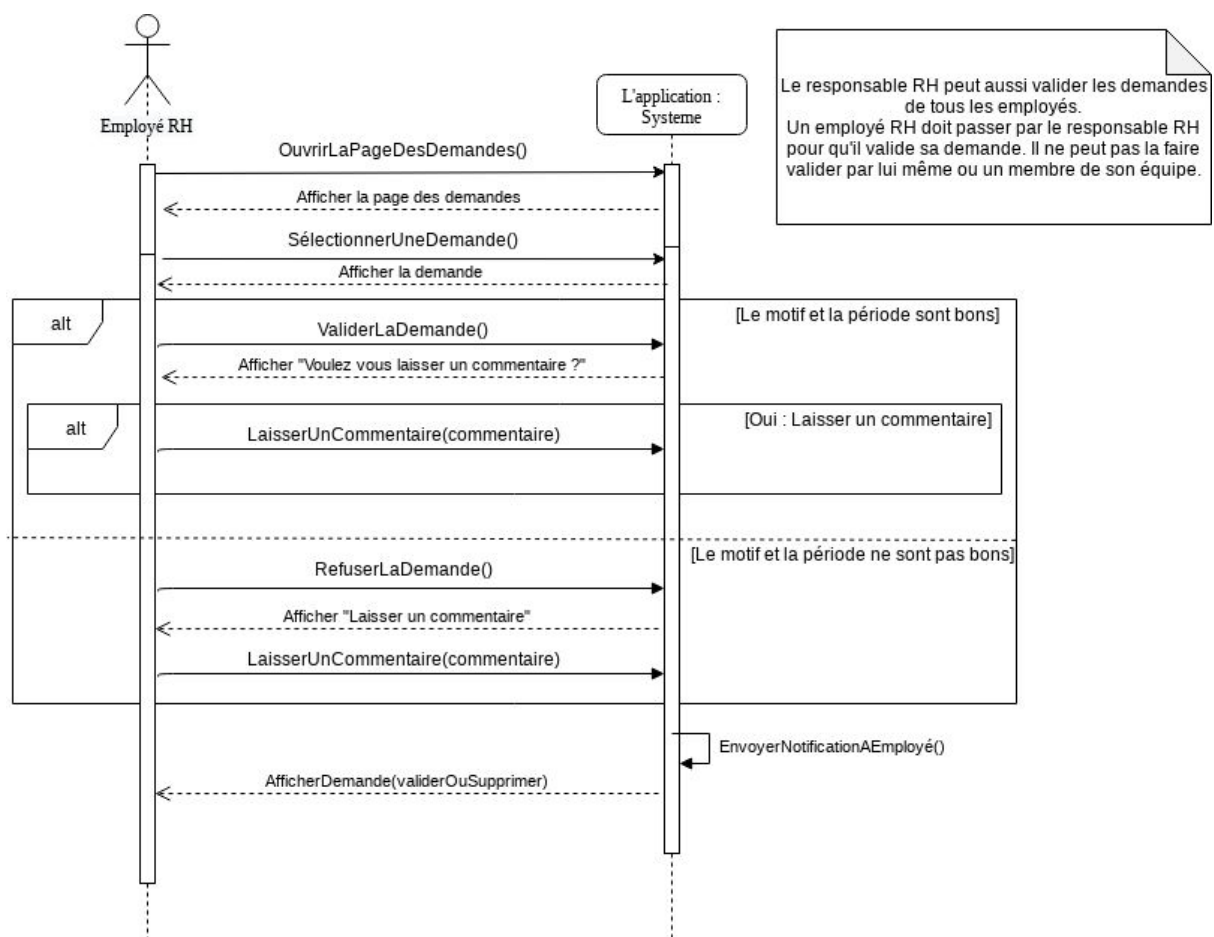 Employé RH
L'application :
Systeme
Le responsable RH peut aussi valider les demandes
de tous les employés.
Un employé RH doit passer par le responsable RH
pour qu'il valide sa demande. Il ne peut pas la faire
valider par lui même ou un membre de son équipe.
OuvrirLaPageDesDemandes()
Afficher la page des demandes
SélectionnerUneDemande()
Afficher la demande
alt
[Le motif et la période sont bons]
ValiderLaDemande()
Afficher "Voulez vous laisser un commentaire ?"
alt
[Oui : Laisser un commentaire]
LaisserUnCommentaire(commentaire)
[Le motif et la période ne sont pas bons]
RefuserLaDemande()
Afficher "Laisser un commentaire"
LaisserUnCommentaire(commentaire)
EnvoyerNotificationAEmployé()
AfficherDemande(validerOuSupprimer)